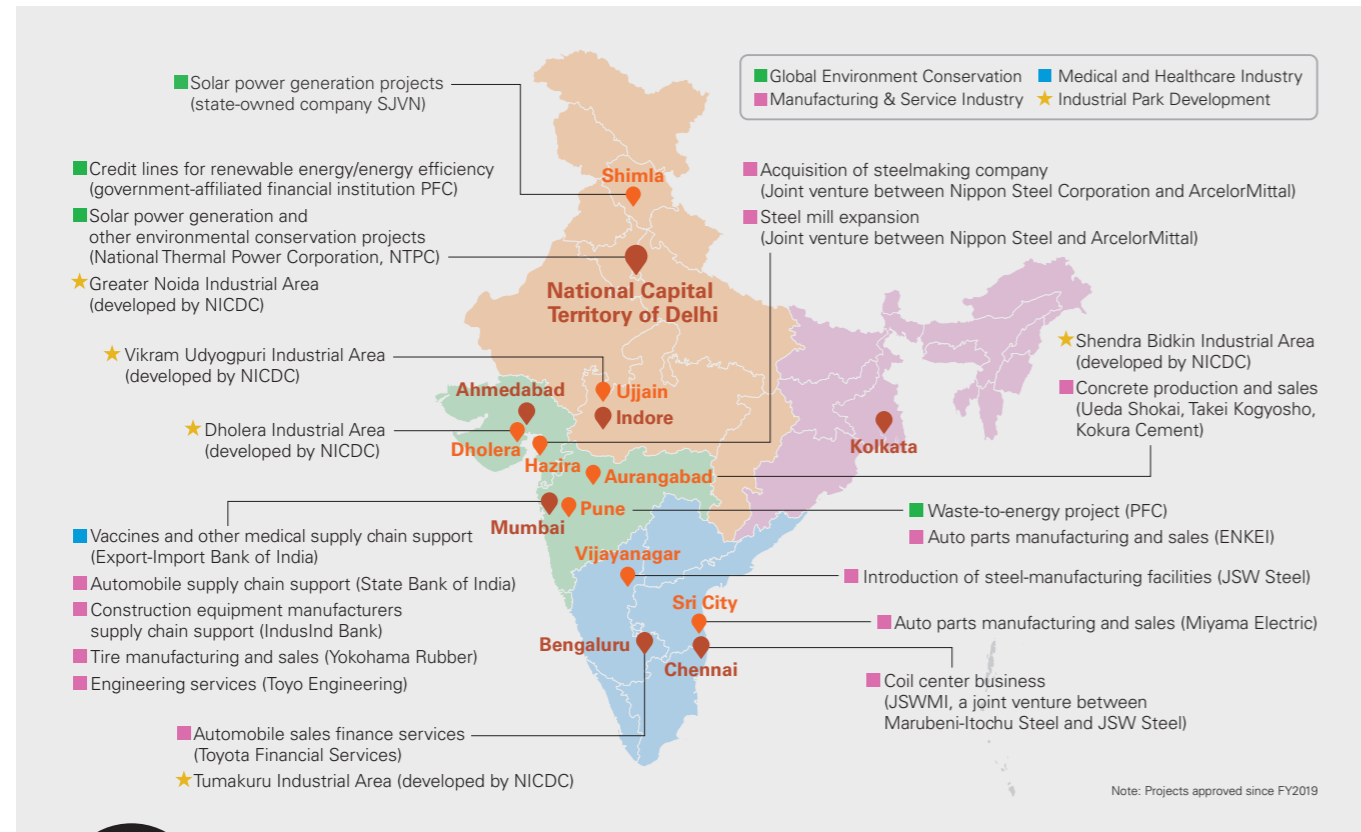 Global Environment Conservation
Medical and Healthcare Industry
Manufacturing & Service Industry
Industrial Park Development
Solar power generation projects
(state-owned company SJVN)
Credit lines for renewable energy/energy efficiency
(government-affiliated financial institution PFC)
Solar power generation and
other environmental conservation projects
(National Thermal Power Corporation, NTPC)
Greater Noida Industrial Area
(developed by NICDC)
Vikram Udyogpuri Industrial Area
(developed by NICDC)
Dholera Industrial Area
(developed by NICDC)
Vaccines and other medical supply chain support
(Export-Import Bank of India)
Automobile supply chain support (State Bank of India)
Construction equipment manufacturers
supply chain support (IndusInd Bank)
Tire manufacturing and sales (Yokohama Rubber)
Engineering services (Toyo Engineering)
Automobile sales finance services
(Toyota Financial Services)
Tumakuru Industrial Area (developed by NICDC)
Shimla
National Capital
Territory of Delhi
Ahmedabad
Ujjain
Indore
Dholera
Hazira
Aurangabad
Kolkata
Mumbai
Pune
Vijayanagar
Sri City
Bengaluru
Chennai
Acquisition of steelmaking company
(Joint venture between Nippon Steel Corporation and ArcelorMittal)
Steel mill expansion
(Joint venture between Nippon Steel and ArcelorMittal)
Shendra Bidkin Industrial Area
(developed by NICDC)
Concrete production and sales
(Ueda Shokai, Takei Kogyosho,
Kokura Cement)
Waste-to-energy project (PFC)
Auto parts manufacturing and sales (ENKEI)
Introduction of steel-manufacturing facilities (JSW Steel)
Auto parts manufacturing and sales (Miyama Electric)
Coil center business
(JSWMI, a joint venture between
Marubeni-Itochu Steel and JSW Steel)
Note: Projects approved since FY2019